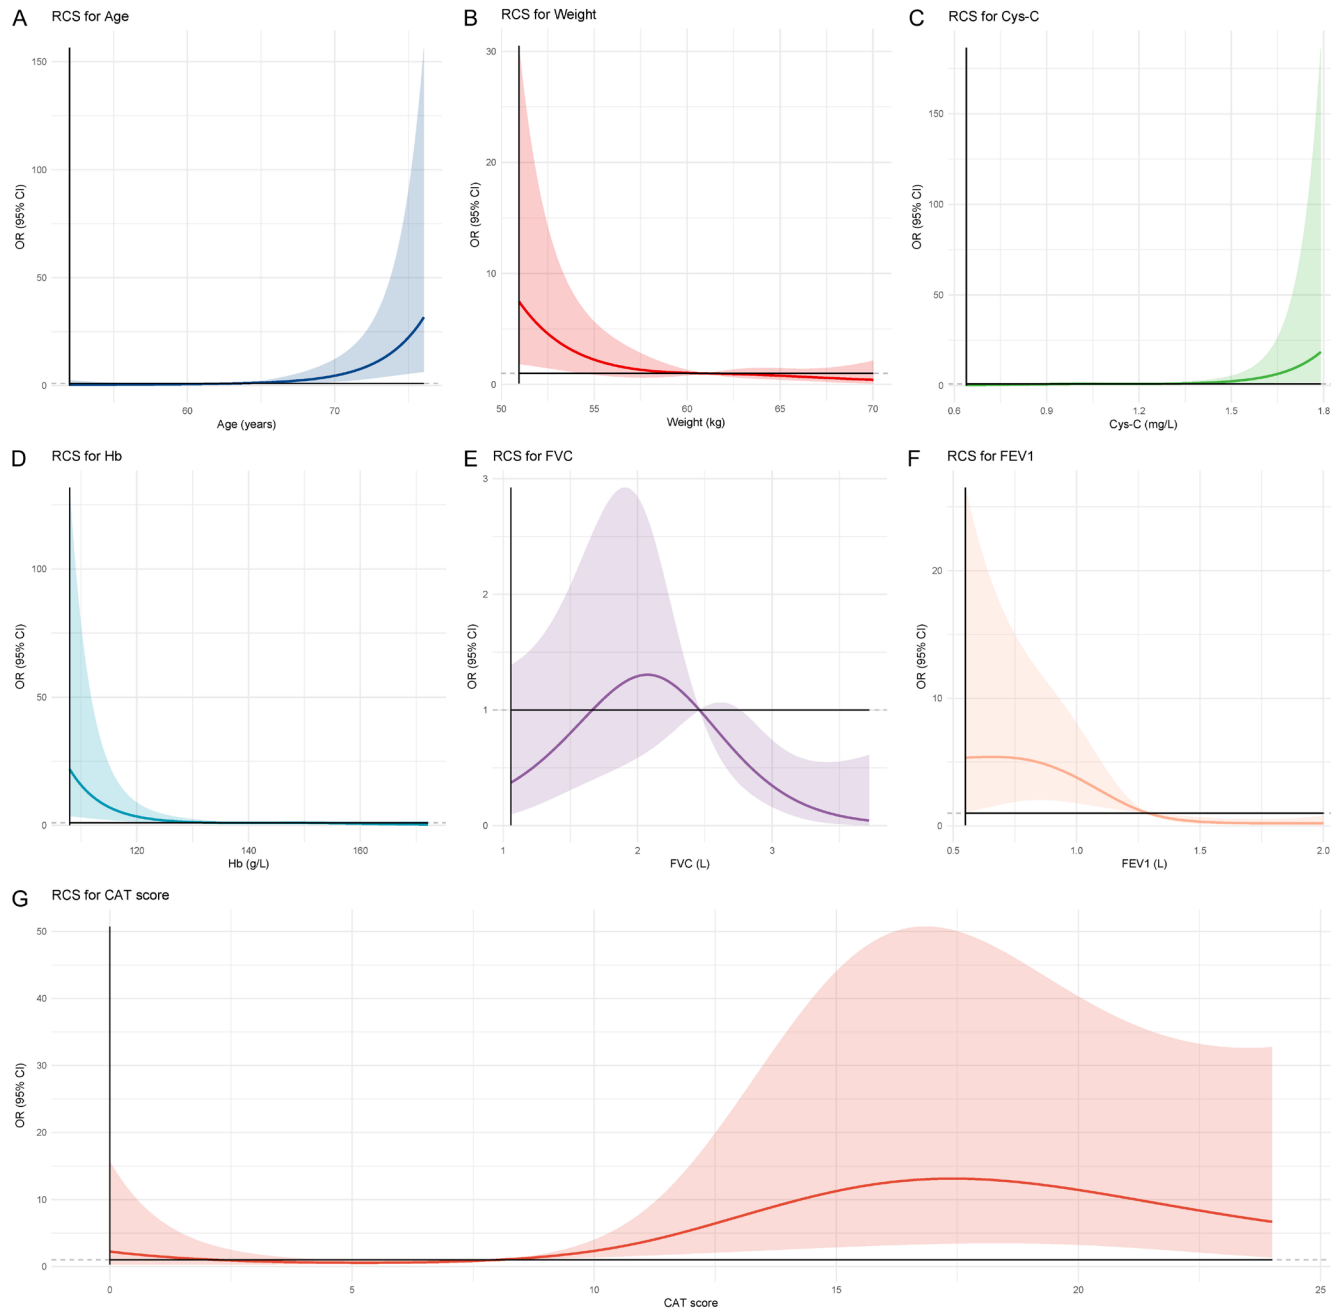 A RCS for Age
OR (95% CI)
150
100
50
0
60 70
Age (years)
B RCS for Weight
OR (95% CI)
30
20
10
0
50 55 60 65 70
Weight (kg)
C RCS for Cys-C
OR (95% CI)
150
100
50
0
0.6 0.9 1.2 1.5 1.8
Cys-C (mg/L)
D RCS for Hb
OR (95% CI)
100
50
0
120 140 160
Hb (g/L)
E RCS for FVC
OR (95% CI)
3
2
1
0
1 2 3
FVC (L)
F RCS for FEV1
OR (95% CI)
20
10
0
0.5 1.0 1.5 2.0
FEV1 (L)
G RCS for CAT score
OR (95% CI)
50
40
30
20
10
0
0 5 10 15 20 25
CAT score